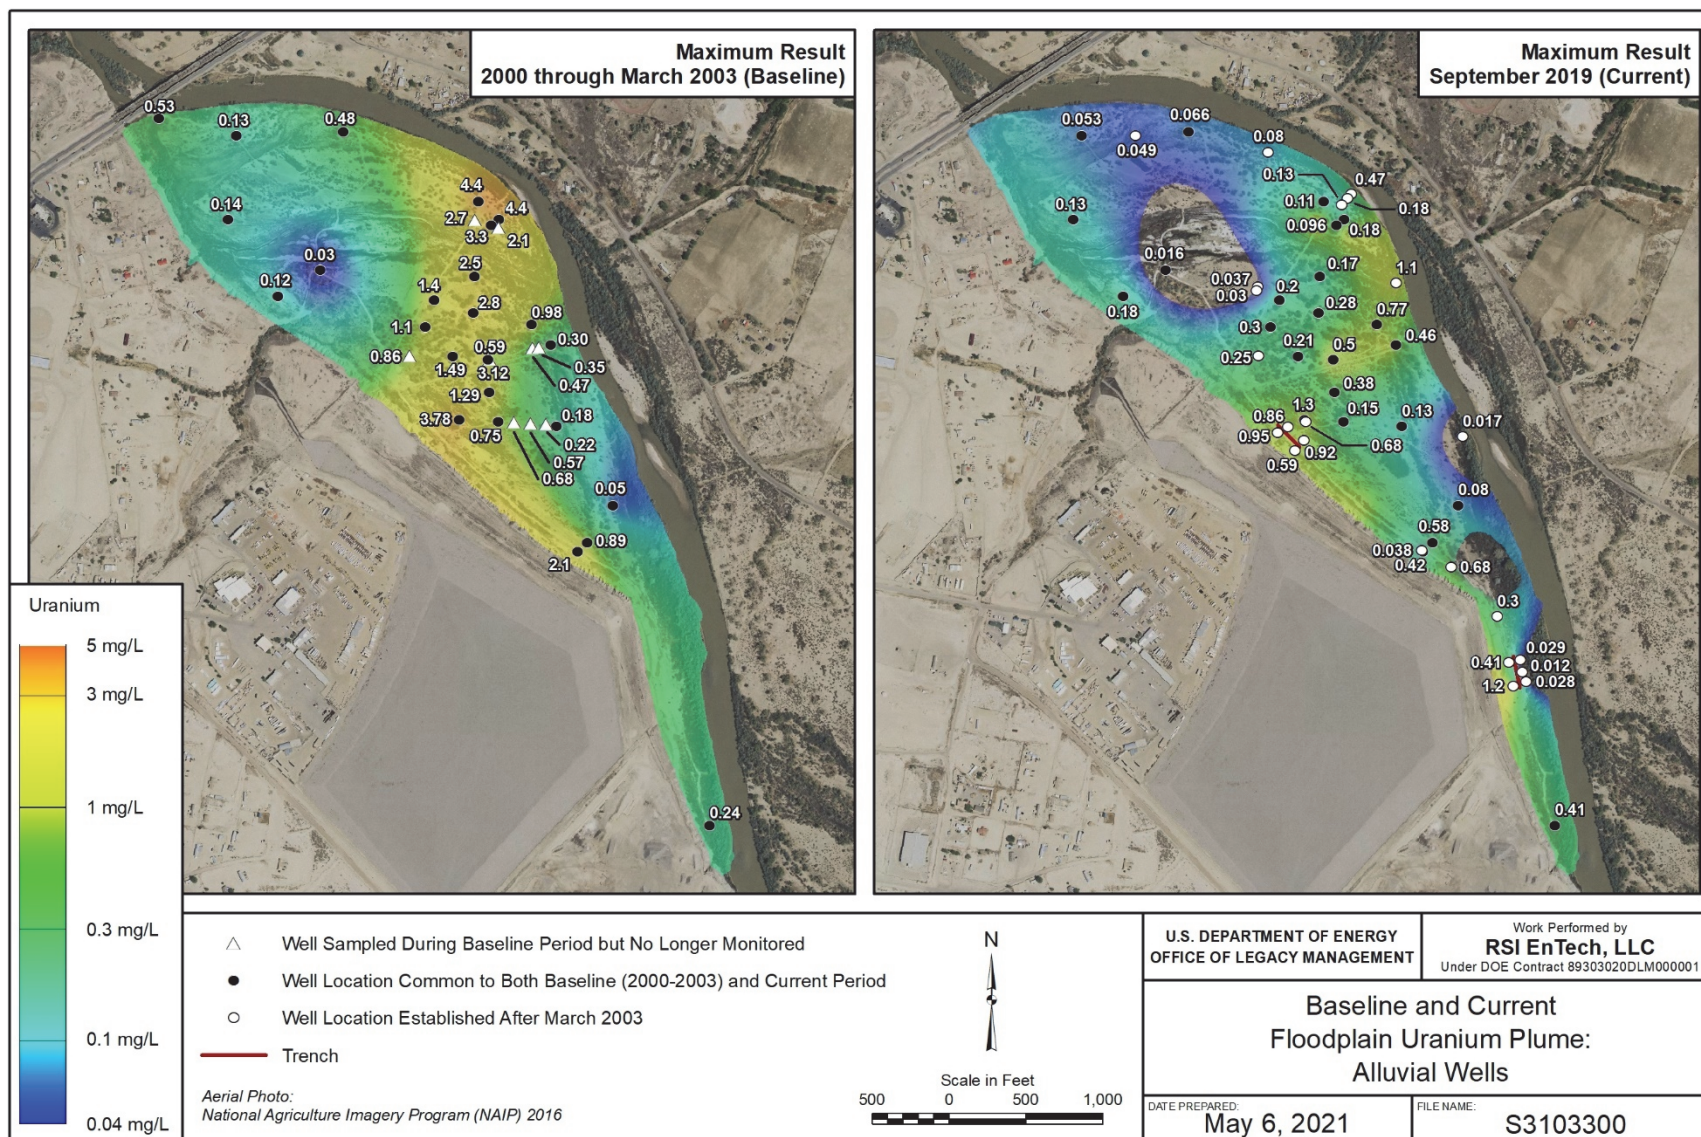 Maximum Result
2000 through March 2003 (Baseline)
0.53
0.13
0.48
4.4
4.4
2.7
3.3
2.1
0.14
0.03
2.5
0.12
1.4
2.8
0.98
1.1
0.30
0.86
0.59
0.35
1.49
3.12
0.47
1.29
3.78
0.75
0.18
0.22
0.57
0.68
0.05
0.89
2.1
0.24
Maximum Result
September 2019 (Current)
0.053
0.066
0.049
0.08
0.13
0.47
0.11
0.18
0.13
0.096
0.18
0.016
0.17
1.1
0.037
0.03
0.2
0.18
0.28
0.77
0.3
0.46
0.25
0.21
0.5
0.38
0.86
1.3
0.15
0.13
0.017
0.95
0.92
0.68
0.59
0.08
0.58
0.038
0.42
0.68
0.3
0.029
0.41
0.012
0.028
1.2
0.41
Uranium
5 mg/L
3 mg/L
1 mg/L
0.3 mg/L
0.1 mg/L
0.04 mg/L
Well Sampled During Baseline Period but No Longer Monitored
Well Location Common to Both Baseline (2000-2003) and Current Period
Well Location Established After March 2003
Trench
Aerial Photo:
National Agriculture Imagery Program (NAIP) 2016
N
Scale in Feet
500 0 500 1,000
U.S. DEPARTMENT OF ENERGY
OFFICE OF LEGACY MANAGEMENT
Work Performed by
RSI EnTech, LLC
Under DOE Contract 89303020DLM000001
Baseline and Current
Floodplain Uranium Plume:
Alluvial Wells
DATE PREPARED:
May 6, 2021
FILE NAME:
S3103300